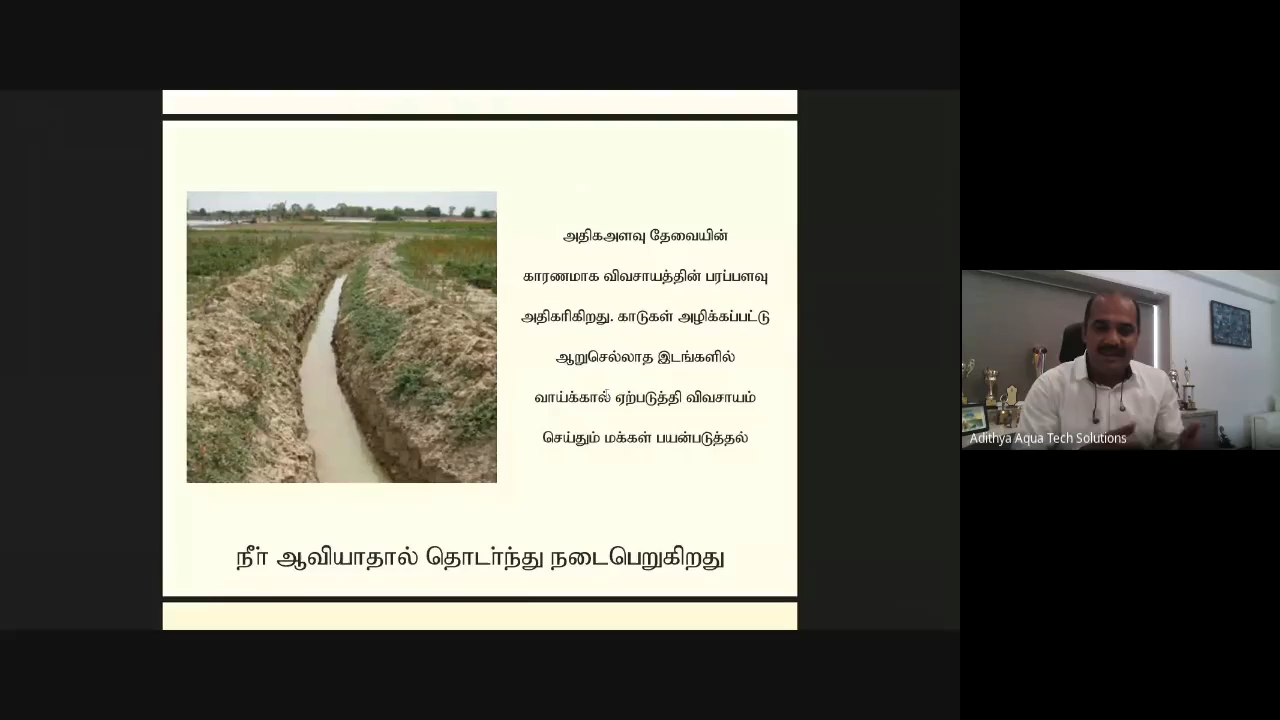 அதிகஅளவு தேவையின்
காரணமாக விவசாயத்தின் பரப்பளவு
அதிகரிகிறது. காடுகள் அழிக்கப்பட்டு
ஆறுசெல்லாத இடங்களில்
வாய்க்கால் ஏற்படுத்தி விவசாயம்
செய்தும் மக்கள் பயன்படுத்தல்
நீர் ஆவியாதால் தொடர்ந்து நடைபெறுகிறது
Adithya Aqua Tech Solutions